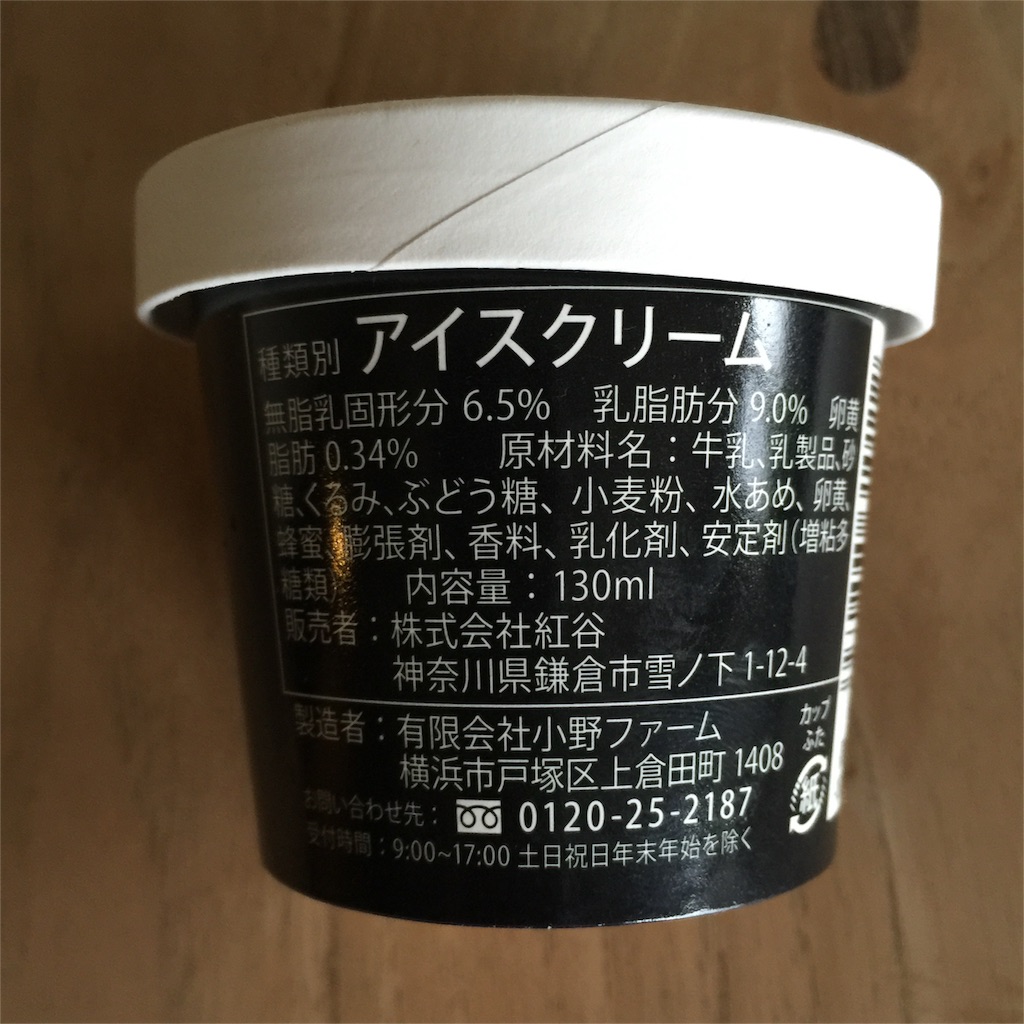 種類別 アイスクリーム
無脂乳固形分 6.5% 乳脂肪分 9.0% 卵黄
脂肪 0.34% 原材料名：牛乳、乳製品、砂
糖、くるみ、ぶどう糖、小麦粉、水あめ、卵黄、
蜂蜜、膨張剤、香料、乳化剤、安定剤（増粘多
糖類） 内容量：130ml
販売者：株式会社紅谷
神奈川県鎌倉市雪ノ下1-12-4
製造者：有限会社小野ファーム
横浜市戸塚区上倉田町1408
お問い合わせ先： 0120-25-2187
受付時間：9:00~17:00 土日祝日年末年始を除く
カップ
ふた
紙